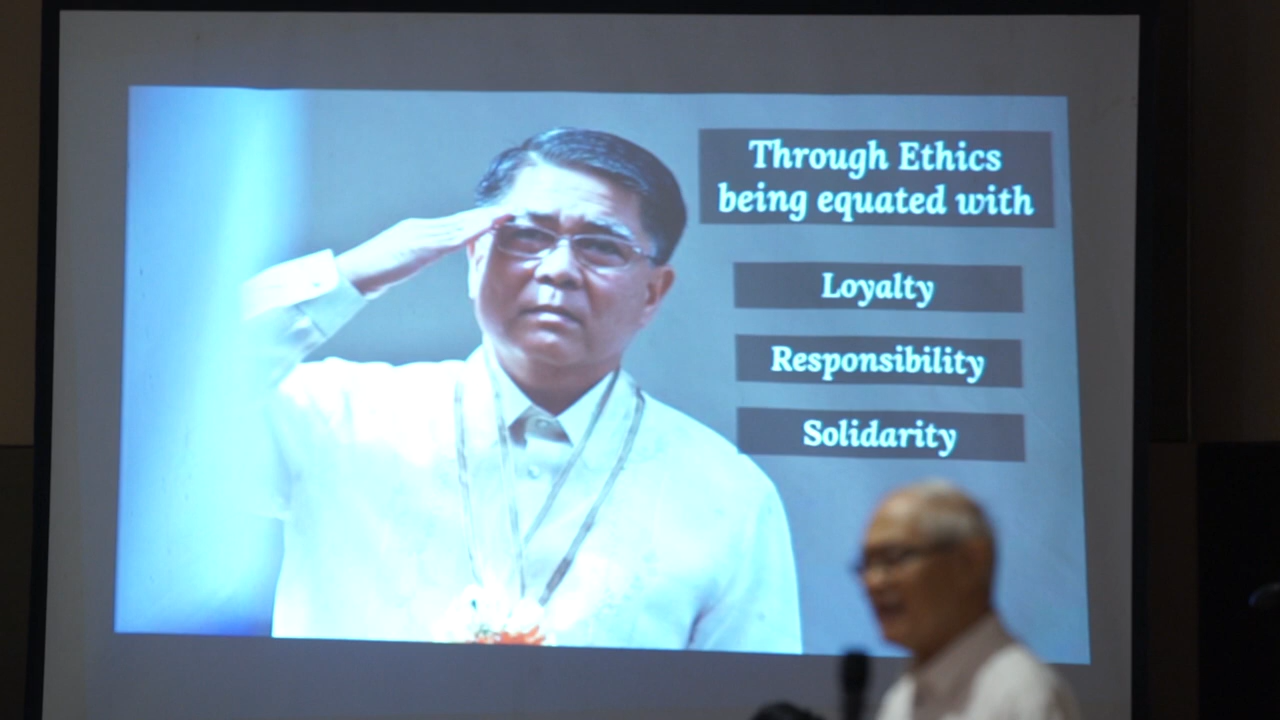 Through Ethics
being equated with
Loyalty
Responsibility
Solidarity